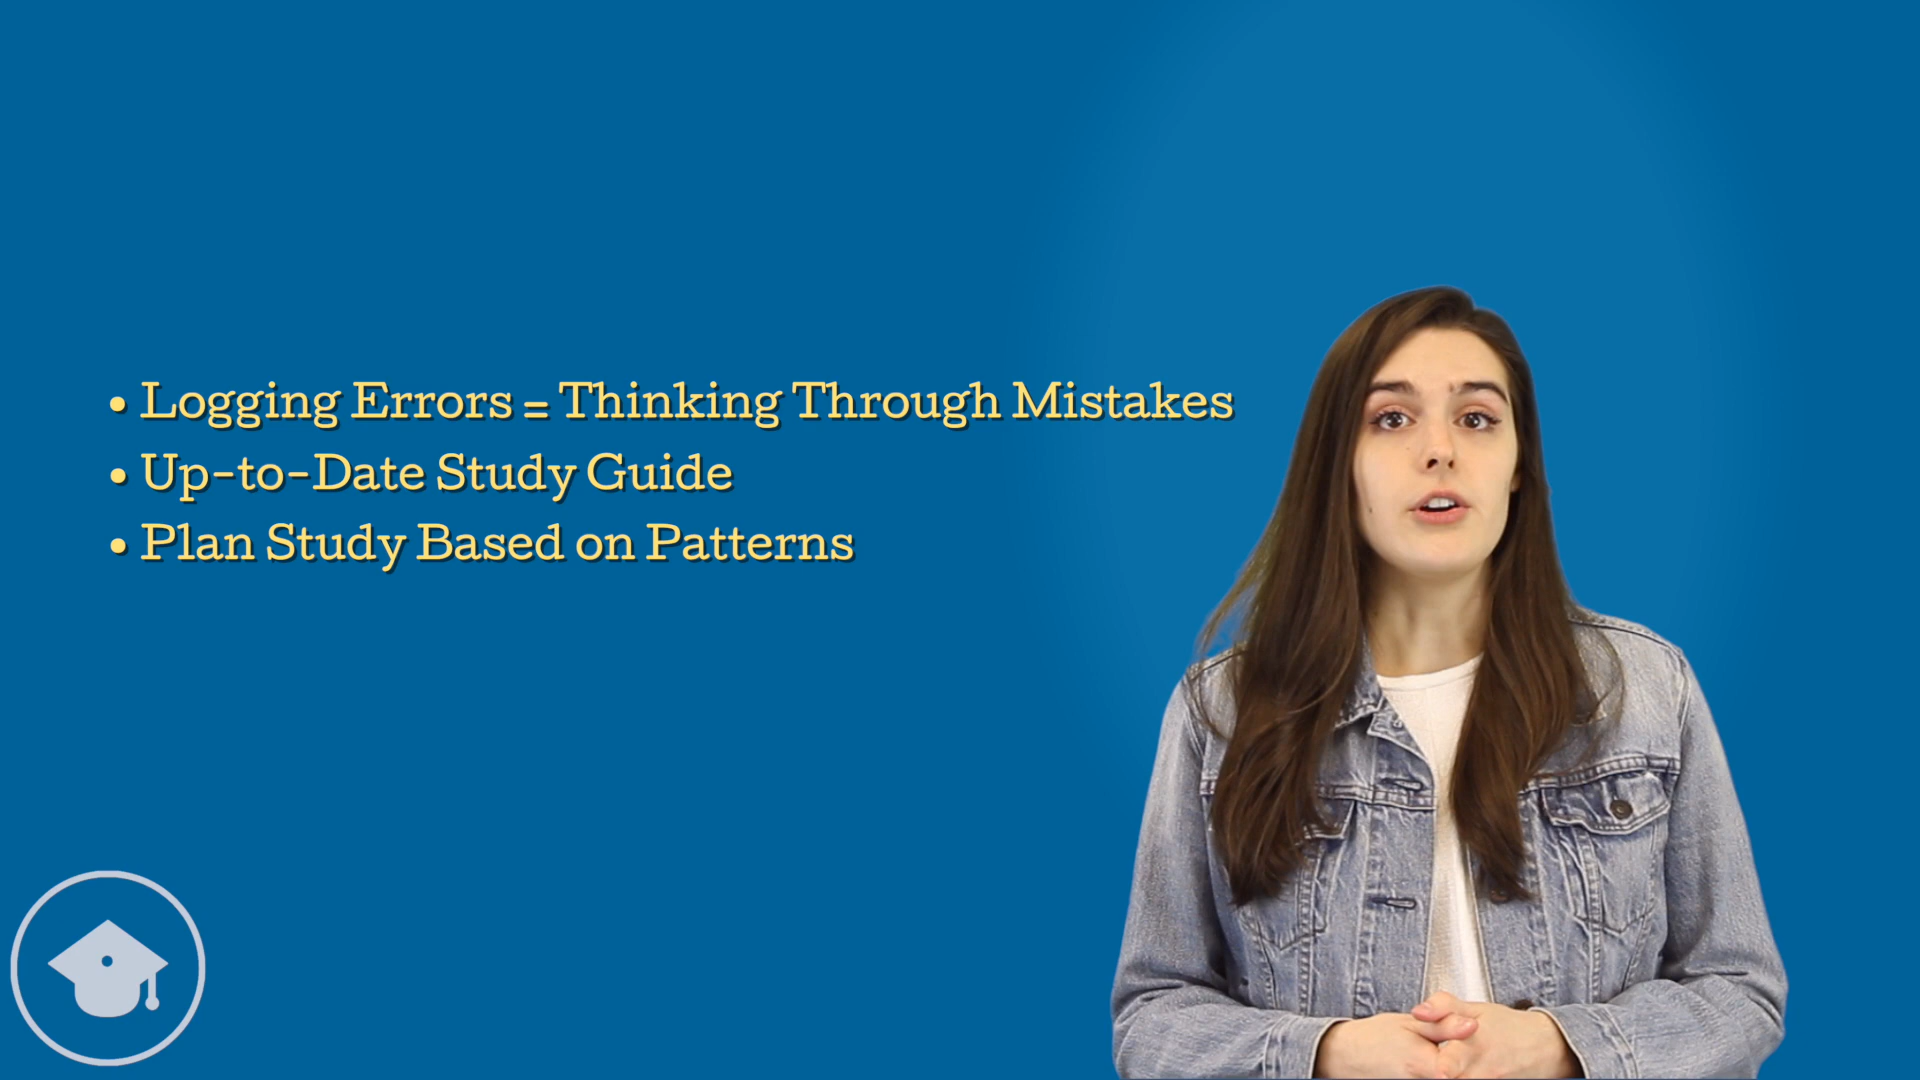 • Logging Errors = Thinking Through Mistakes
• Up-to-Date Study Guide
• Plan Study Based on Patterns